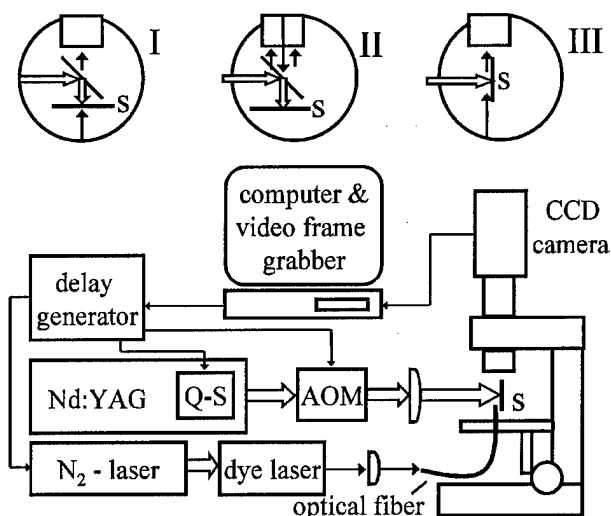 I
II
III
S
S
S
computer &
video frame
grabber
CCD
camera
delay
generator
Nd:YAG
Q-S
AOM
S
N₂ - laser
dye laser
optical fiber